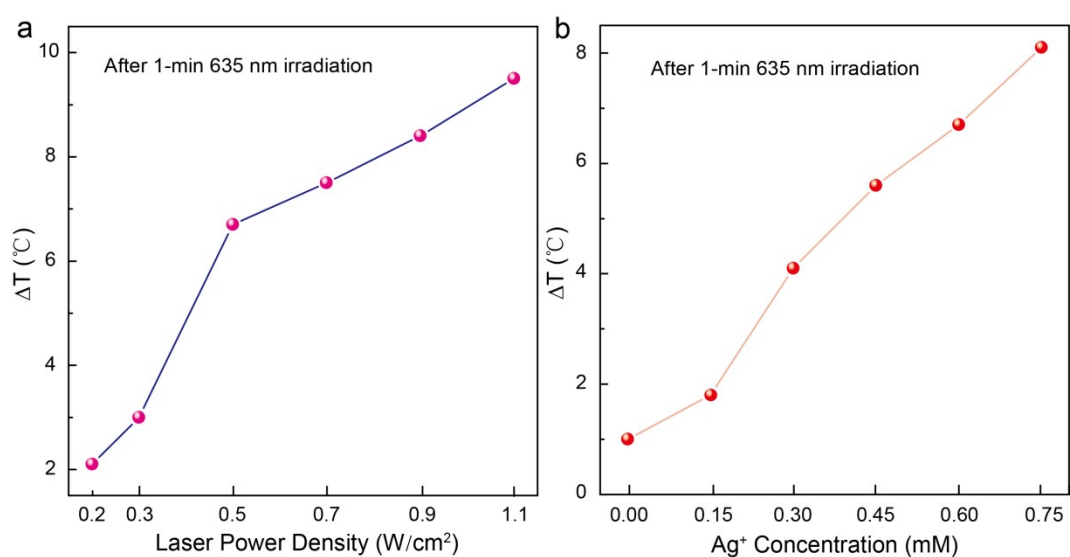 a
After 1-min 635 nm irradiation
10
8
6
4
2
ΔT (℃)
0.2 0.3 0.5 0.7 0.9 1.1
Laser Power Density (W/cm²)
b
After 1-min 635 nm irradiation
8
6
4
2
0
ΔT (℃)
0.00 0.15 0.30 0.45 0.60 0.75
Ag⁺ Concentration (mM)